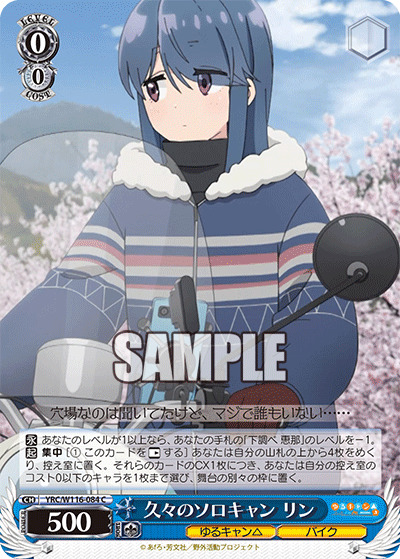 LEVEL
0
0
COST
SAMPLE
穴場なのは聞いてたけど、マジで誰もいない……
永 あなたのレベルが1以上なら、あなたの手札の「下調べ 恵那」のレベルを－1。
起 集中 [① このカードを する] あなたは自分の山札の上から4枚をめく
り、控え室に置く。それらのカードのCX1枚につき、あなたは自分の控え室のコ
スト0以下のキャラを1枚まで選び、舞台の別々の枠に置く。
CH YRC/W116-084 C
500
久々のソロキャン リン
ゆるキャン△
ゆるキャン△
バイク
©あfろ・芳文社／野外活動プロジェクト